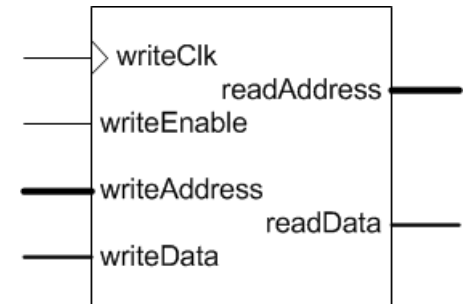 writeClk
readAddress
writeEnable
writeAddress
readData
writeData